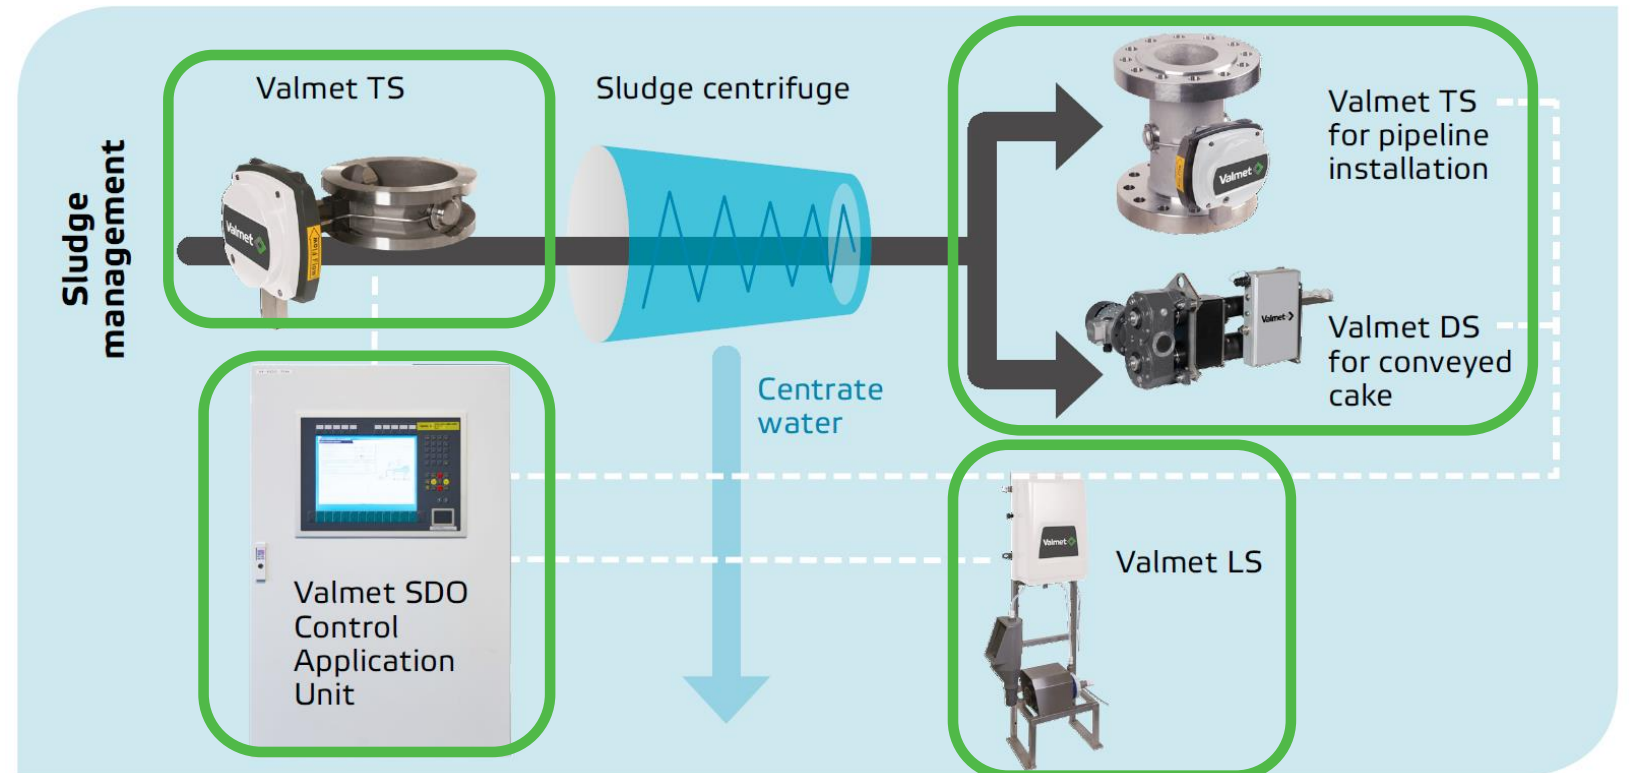 Sludge
management
Valmet TS
Valmet
Sludge centrifuge
Centrate
water
Valmet
Valmet TS
for pipeline
installation
Valmet
Valmet DS
for conveyed
cake
Valmet SDO
Control
Application
Unit
Valmet
Valmet LS